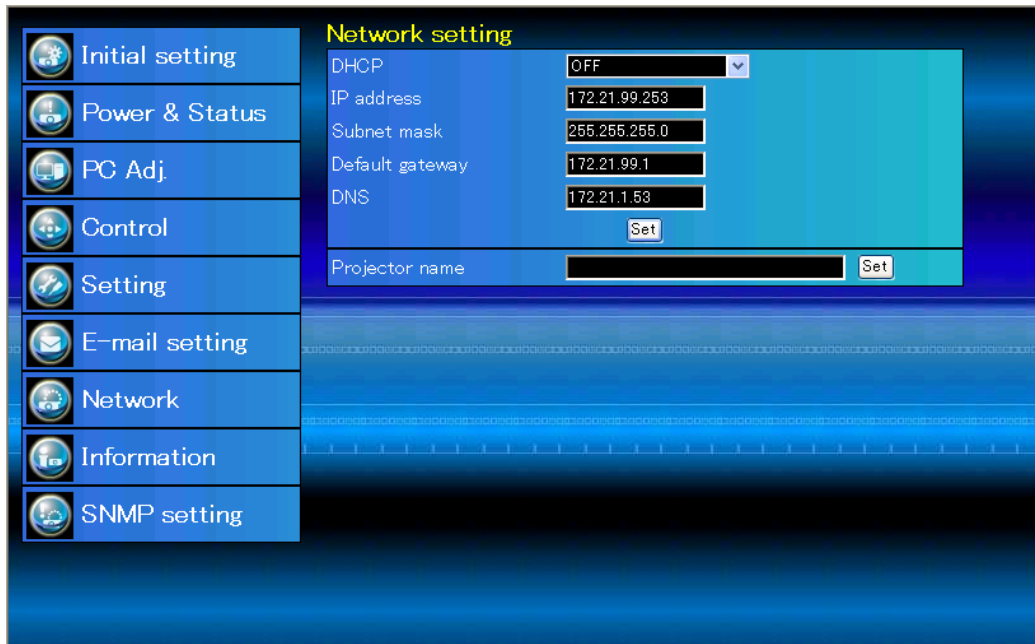 Initial setting
Power & Status
PC Adj.
Control
Setting
E-mail setting
Network
Information
SNMP setting
Network setting
DHCP OFF
IP address 172.21.99.253
Subnet mask 255.255.255.0
Default gateway 172.21.99.1
DNS 172.21.1.53
Set
Projector name Set